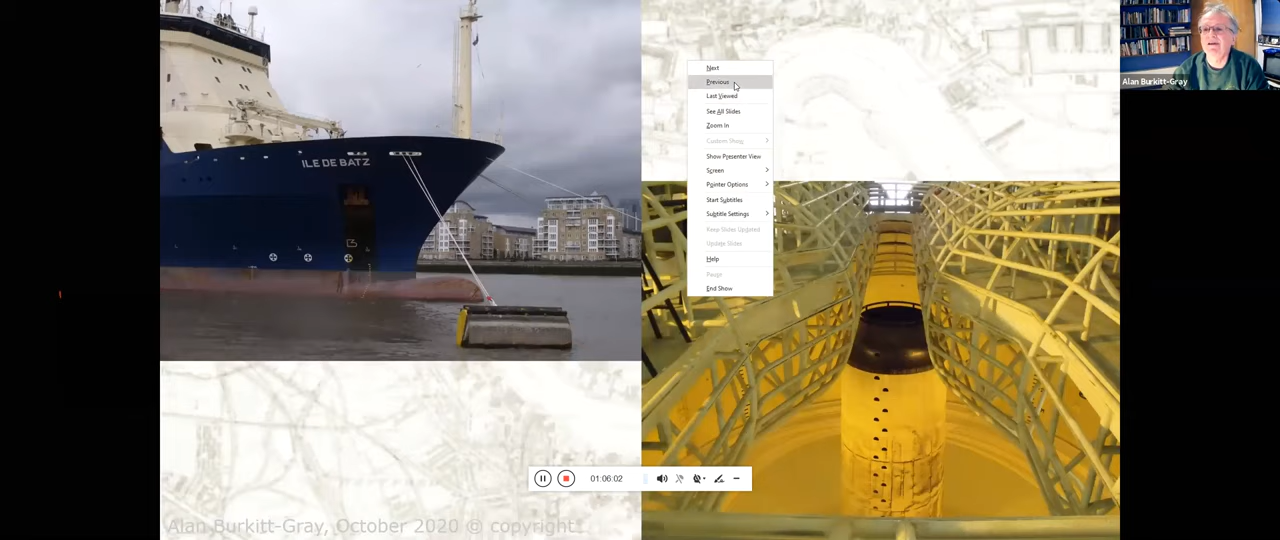 ILE DE BATZ
Next
Previous
Last Viewed
See All Slides
Zoom In
Custom Show
Show Presenter View
Screen
Pointer Options
Start Subtitles
Subtitle Settings
Keep Slides Updated
Update Slides
Help
Pause
End Show
Alan Burkitt-Gray
01:06:02
Alan Burkitt-Gray, October 2020 © copyright